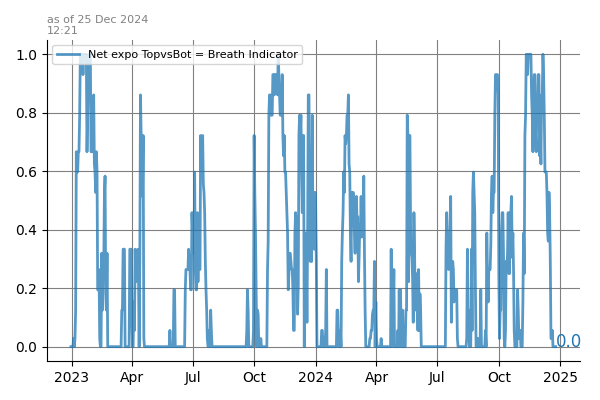 as of 25 Dec 2024
12:21
Net expo TopvsBot = Breath Indicator
1.0
0.8
0.6
0.4
0.2
0.0
0.0
2023 Apr Jul Oct 2024 Apr Jul Oct 2025